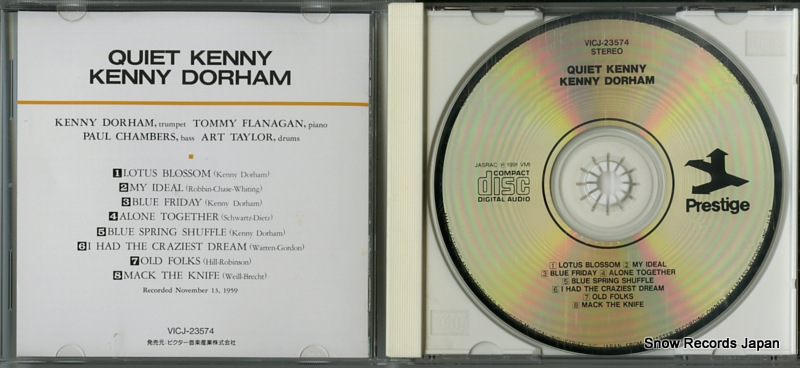 QUIET KENNY
KENNY DORHAM
KENNY DORHAM, trumpet TOMMY FLANAGAN, piano
PAUL CHAMBERS, bass ART TAYLOR, drums
1 LOTUS BLOSSOM (Kenny Dorham)
2 MY IDEAL (Robbin-Chase-Whiting)
3 BLUE FRIDAY (Kenny Dorham)
4 ALONE TOGETHER (Schwartz-Dietz)
5 BLUE SPRING SHUFFLE (Kenny Dorham)
6 I HAD THE CRAZIEST DREAM (Warren-Gordon)
7 OLD FOLKS (Hill-Robinson)
8 MACK THE KNIFE (Weill-Brecht)
Recorded November 13, 1959
VICJ-23574
発売元:ビクター音楽産業株式会社
VICJ-23574
STEREO
QUIET KENNY
KENNY DORHAM
JASRAC H 1991 VMI
COMPACT
disc
DIGITAL AUDIO
Prestige
1 LOTUS BLOSSOM 2 MY IDEAL
3 BLUE FRIDAY 4 ALONE TOGETHER
5 BLUE SPRING SHUFFLE
6 I HAD THE CRAZIEST DREAM
7 OLD FOLKS
8 MACK THE KNIFE
Snow Records Japan